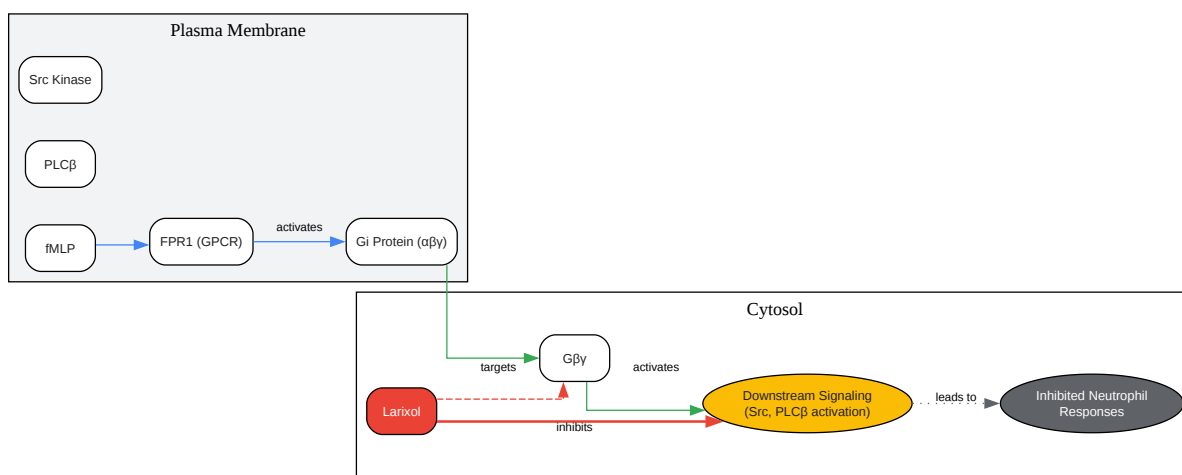 Plasma Membrane
Src Kinase
PLCβ
fMLP
FPR1 (GPCR)
activates
Gi Protein (αβγ)
Cytosol
Gβγ
targets
activates
Larixol
inhibits
Downstream Signaling
(Src, PLCβ activation)
leads to
Inhibited Neutrophil
Responses